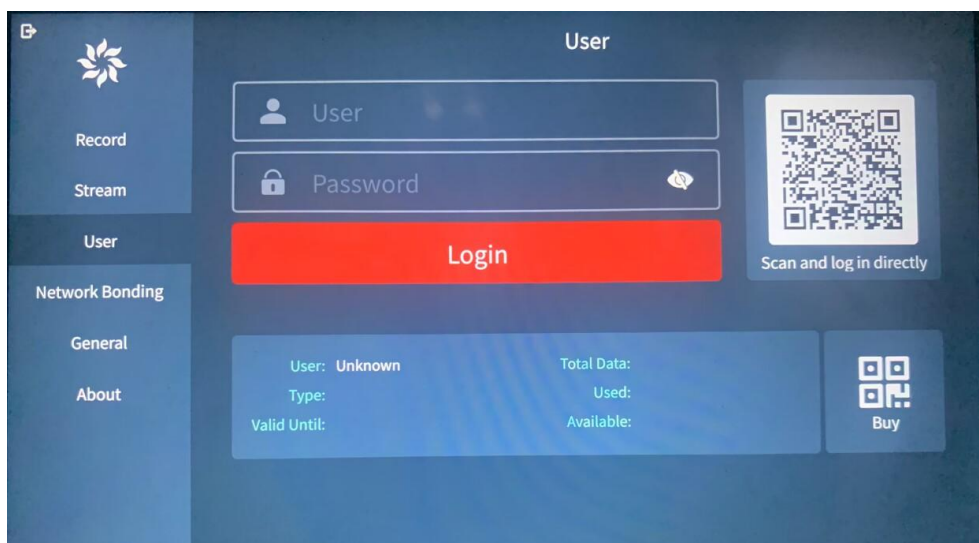 User
Record
Stream
User
Network Bonding
General
About
User
Password
Login
Scan and log in directly
User: Unknown
Type:
Valid Until:
Total Data:
Used:
Available:
Buy